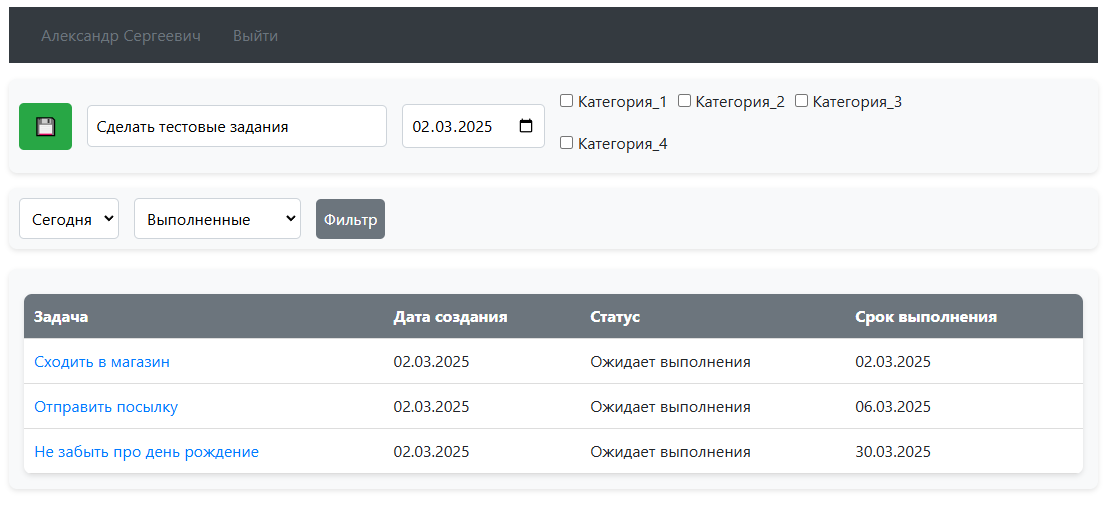 Александр Сергеевич Выйти
Сделать тестовые задания 02.03.2025 Категория_1 Категория_2 Категория_3
Категория_4
Сегодня Выполненные Фильтр
Задача Дата создания Статус Срок выполнения
Сходить в магазин 02.03.2025 Ожидает выполнения 02.03.2025
Отправить посылку 02.03.2025 Ожидает выполнения 06.03.2025
Не забыть про день рождение 02.03.2025 Ожидает выполнения 30.03.2025